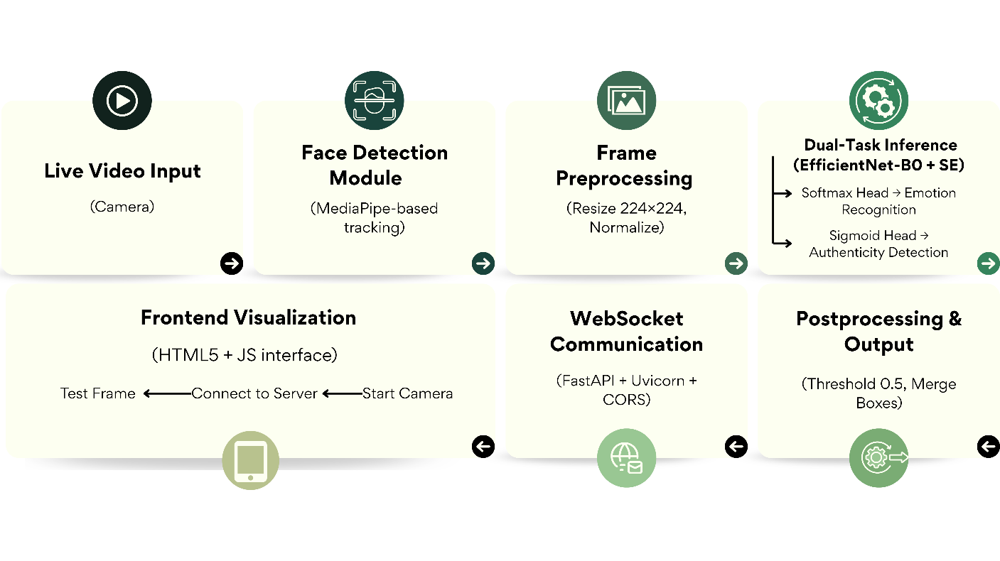 Live Video Input
(Camera)
Face Detection
Module
(MediaPipe-based
tracking)
Frame
Preprocessing
(Resize 224×224,
Normalize)
Dual-Task Inference
(EfficientNet-B0 + SE)
Softmax Head → Emotion
Recognition
Sigmoid Head →
Authenticity Detection
Frontend Visualization
(HTML5 + JS interface)
Test Frame Connect to Server Start Camera
WebSocket
Communication
(FastAPI + Uvicorn +
CORS)
Postprocessing &
Output
(Threshold 0.5, Merge
Boxes)